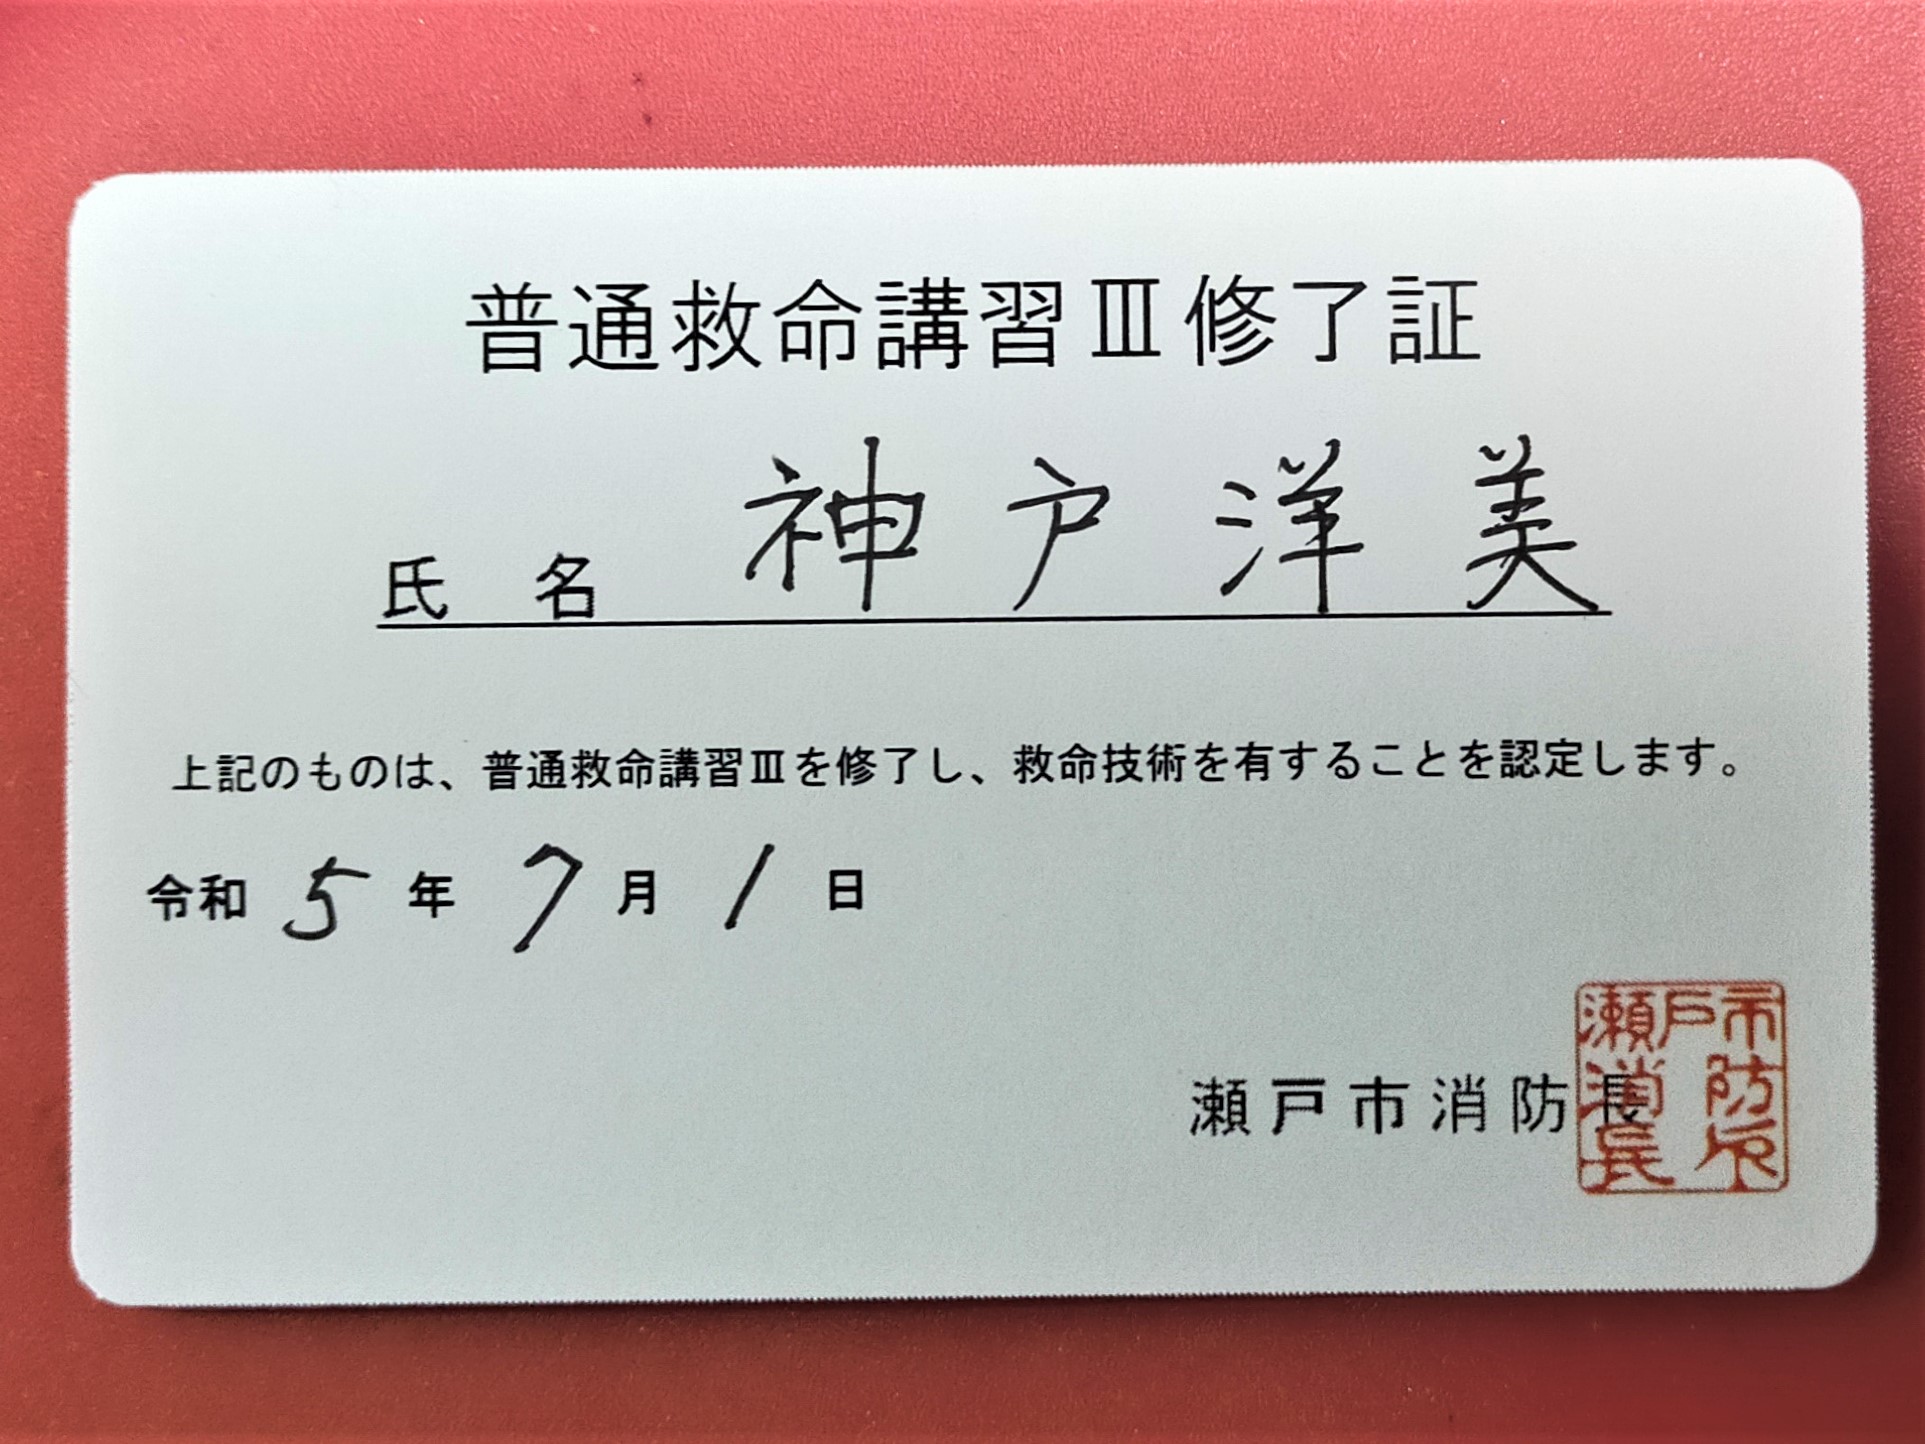 普通救命講習Ⅲ修了証
氏名 神戸洋美
上記のものは、普通救命講習Ⅲを修了し、救命技術を有することを認定します。
令和 5 年 7 月 1 日
瀬戸市消防長
瀬戸市
消防
長印